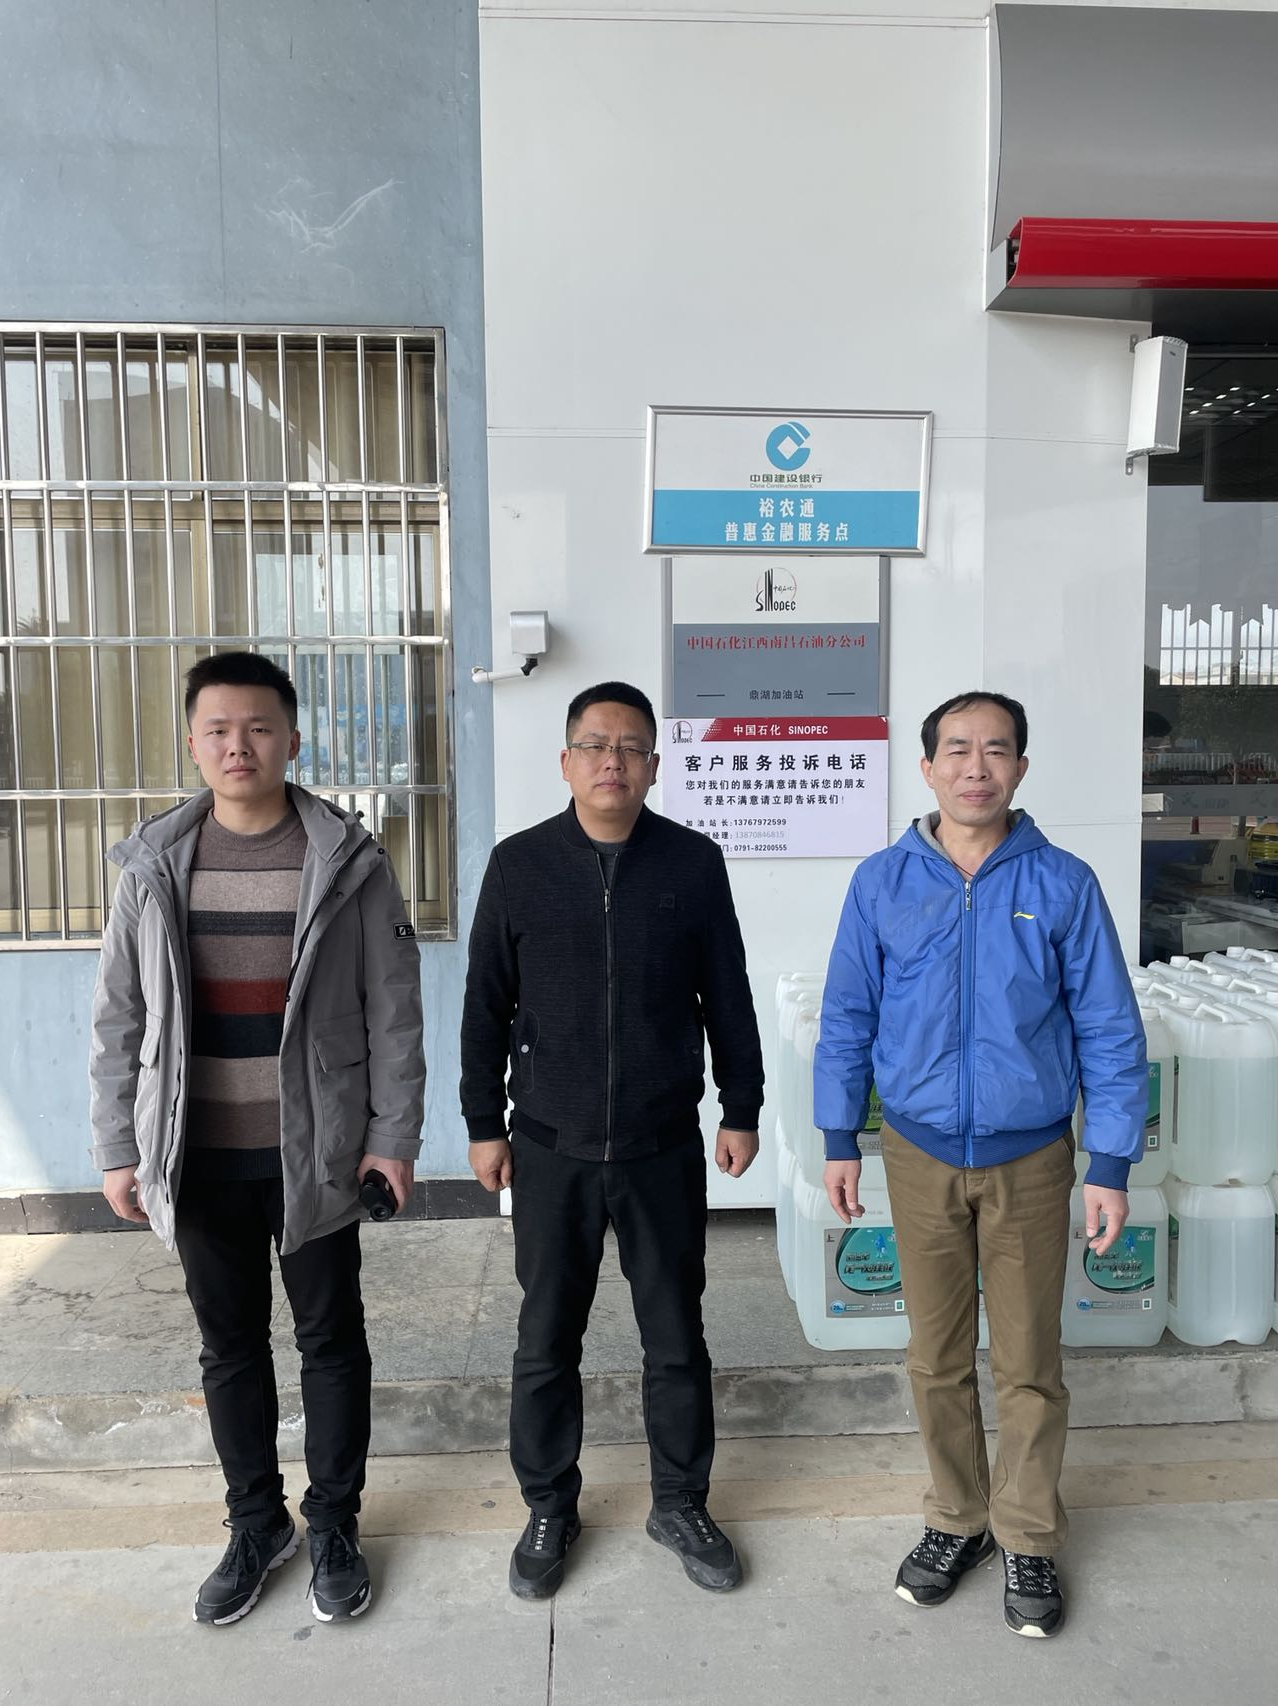 中国建设银行
China Construction Bank
裕农通
普惠金融服务点
SINOPEC
中国石化江西南昌石油分公司
鼎湖加油站
中国石化 SINOPEC
客户服务投诉电话
您对我们的服务满意请告诉您的朋友
若是不满意请立即告诉我们!
加 油 站 长:13767972599
经理:13870846815
门:0791-82200555